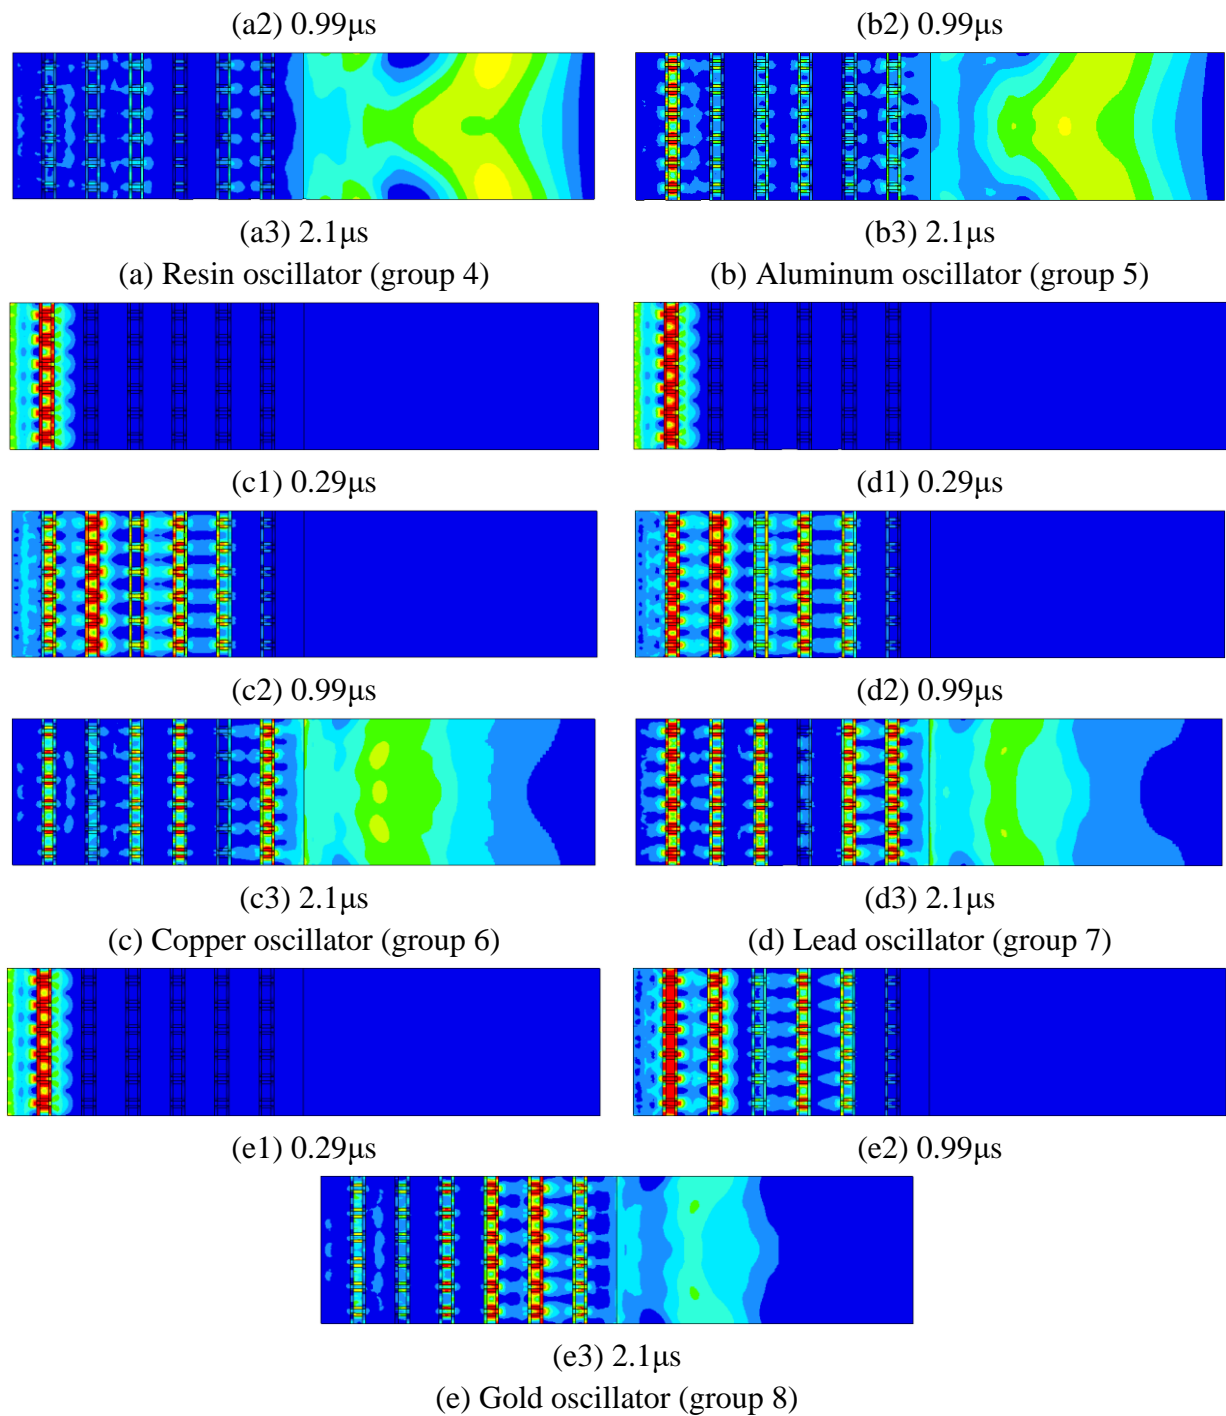 (a2) 0.99μs
(b2) 0.99μs
(a3) 2.1μs
(b3) 2.1μs
(a) Resin oscillator (group 4)
(b) Aluminum oscillator (group 5)
(c1) 0.29μs
(d1) 0.29μs
(c2) 0.99μs
(d2) 0.99μs
(c3) 2.1μs
(d3) 2.1μs
(c) Copper oscillator (group 6)
(d) Lead oscillator (group 7)
(e1) 0.29μs
(e2) 0.99μs
(e3) 2.1μs
(e) Gold oscillator (group 8)